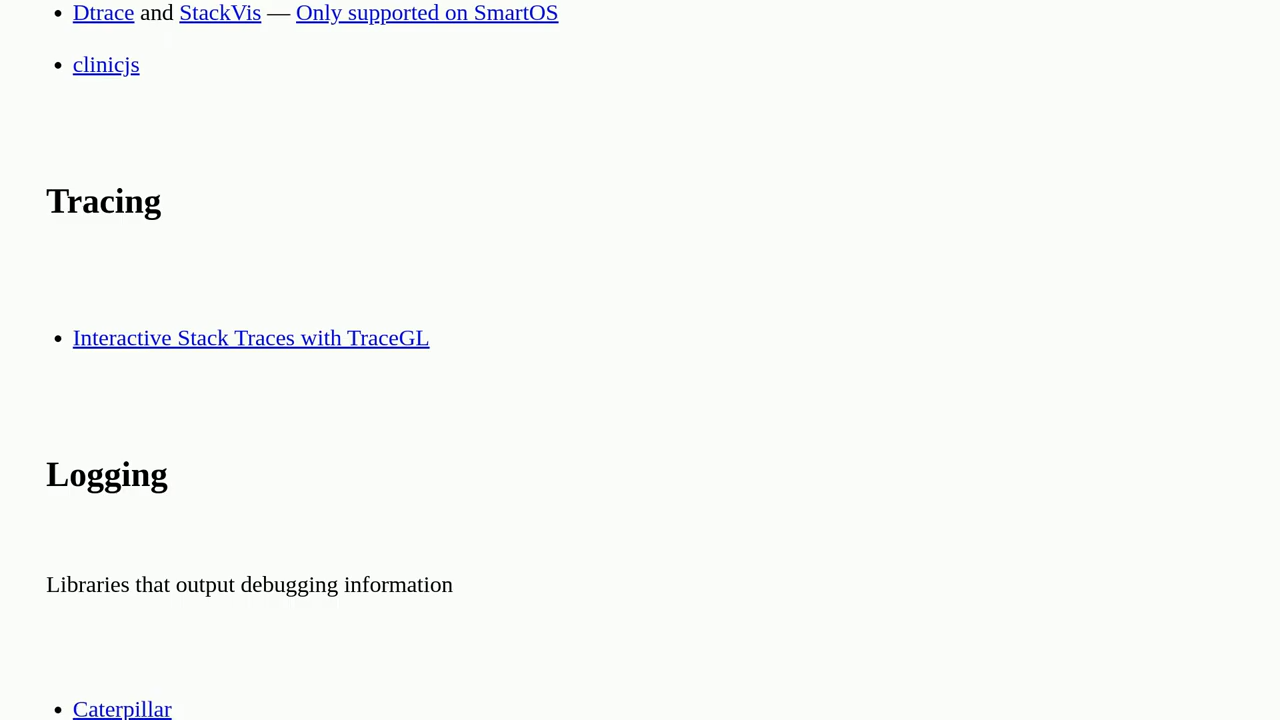 Dtrace and StackVis — Only supported on SmartOS
clinicjs
Tracing
Interactive Stack Traces with TraceGL
Logging
Libraries that output debugging information
Caterpillar